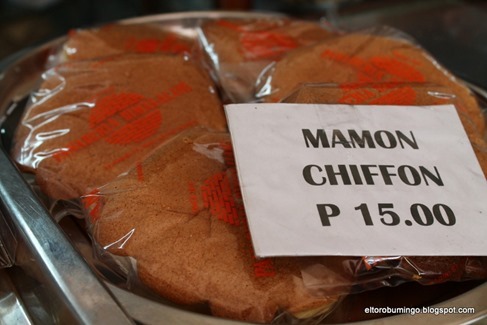 MAMON
CHIFFON
P 15.00
eltorobumingo.blogspot.com